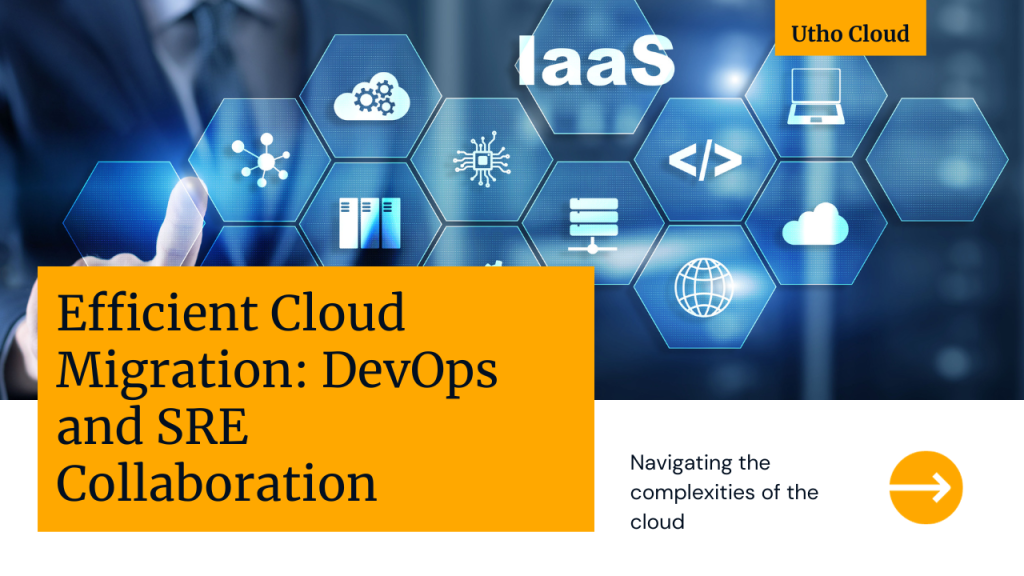 Utho Cloud
IaaS
</>
Efficient Cloud
Migration: DevOps
and SRE
Collaboration
Navigating the
complexities of the
cloud